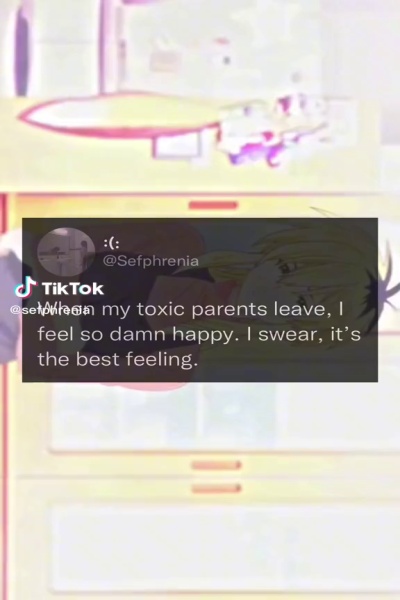 :(:
@Sefphrenia
TikTok
@sefphrenia
When my toxic parents leave, I
feel so damn happy. I swear, it's
the best feeling.